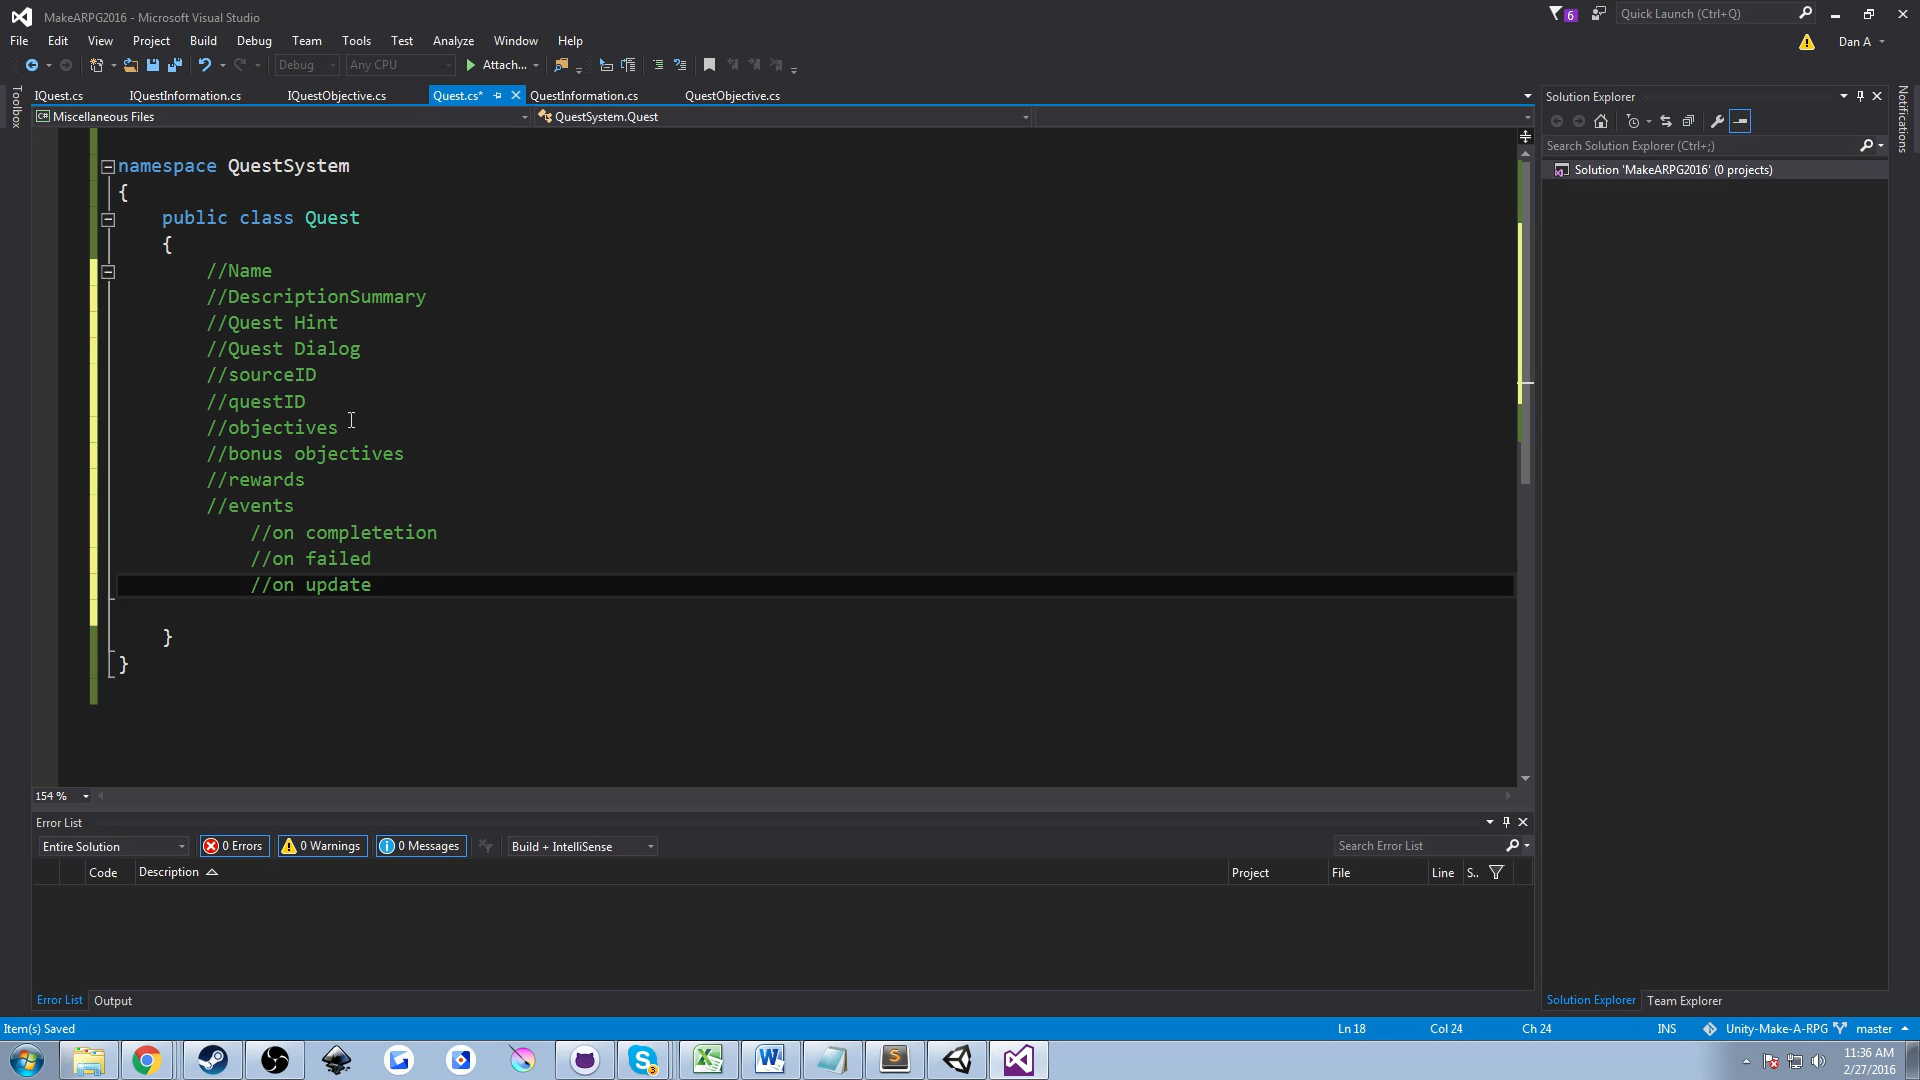 MakeARPG2016 - Microsoft Visual Studio
6
Quick Launch (Ctrl+Q)
File Edit View Project Build Debug Team Tools Test Analyze Window Help
Dan A
Debug Any CPU Attach...
Toolbox
IQuest.cs IQuestInformation.cs IQuestObjective.cs Quest.cs* QuestInformation.cs QuestObjective.cs
Miscellaneous Files QuestSystem.Quest
namespace QuestSystem
{
public class Quest
{
//Name
//DescriptionSummary
//Quest Hint
//Quest Dialog
//sourceID
//questID
//objectives
//bonus objectives
//rewards
//events
//on completetion
//on failed
//on update
}
}
154 %
Solution Explorer
Search Solution Explorer (Ctrl+;)
Solution 'MakeARPG2016' (0 projects)
Notifications
Error List
Entire Solution 0 Errors 0 Warnings 0 Messages Build + IntelliSense Search Error List
Code Description Project File Line S..
Error List Output
Solution Explorer Team Explorer
Item(s) Saved Ln 18 Col 24 Ch 24 INS Unity-Make-A-RPG master
3
11:36 AM
2/27/2016